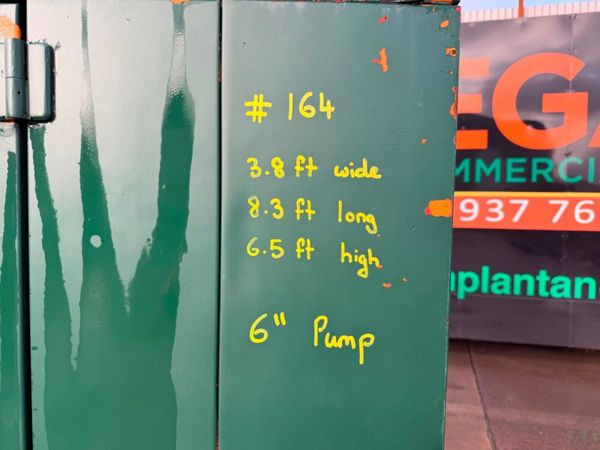 # 164
3.8 ft wide
8.3 ft long
6.5 ft high
6" Pump
EGA
MMERCI
937 76
plantan